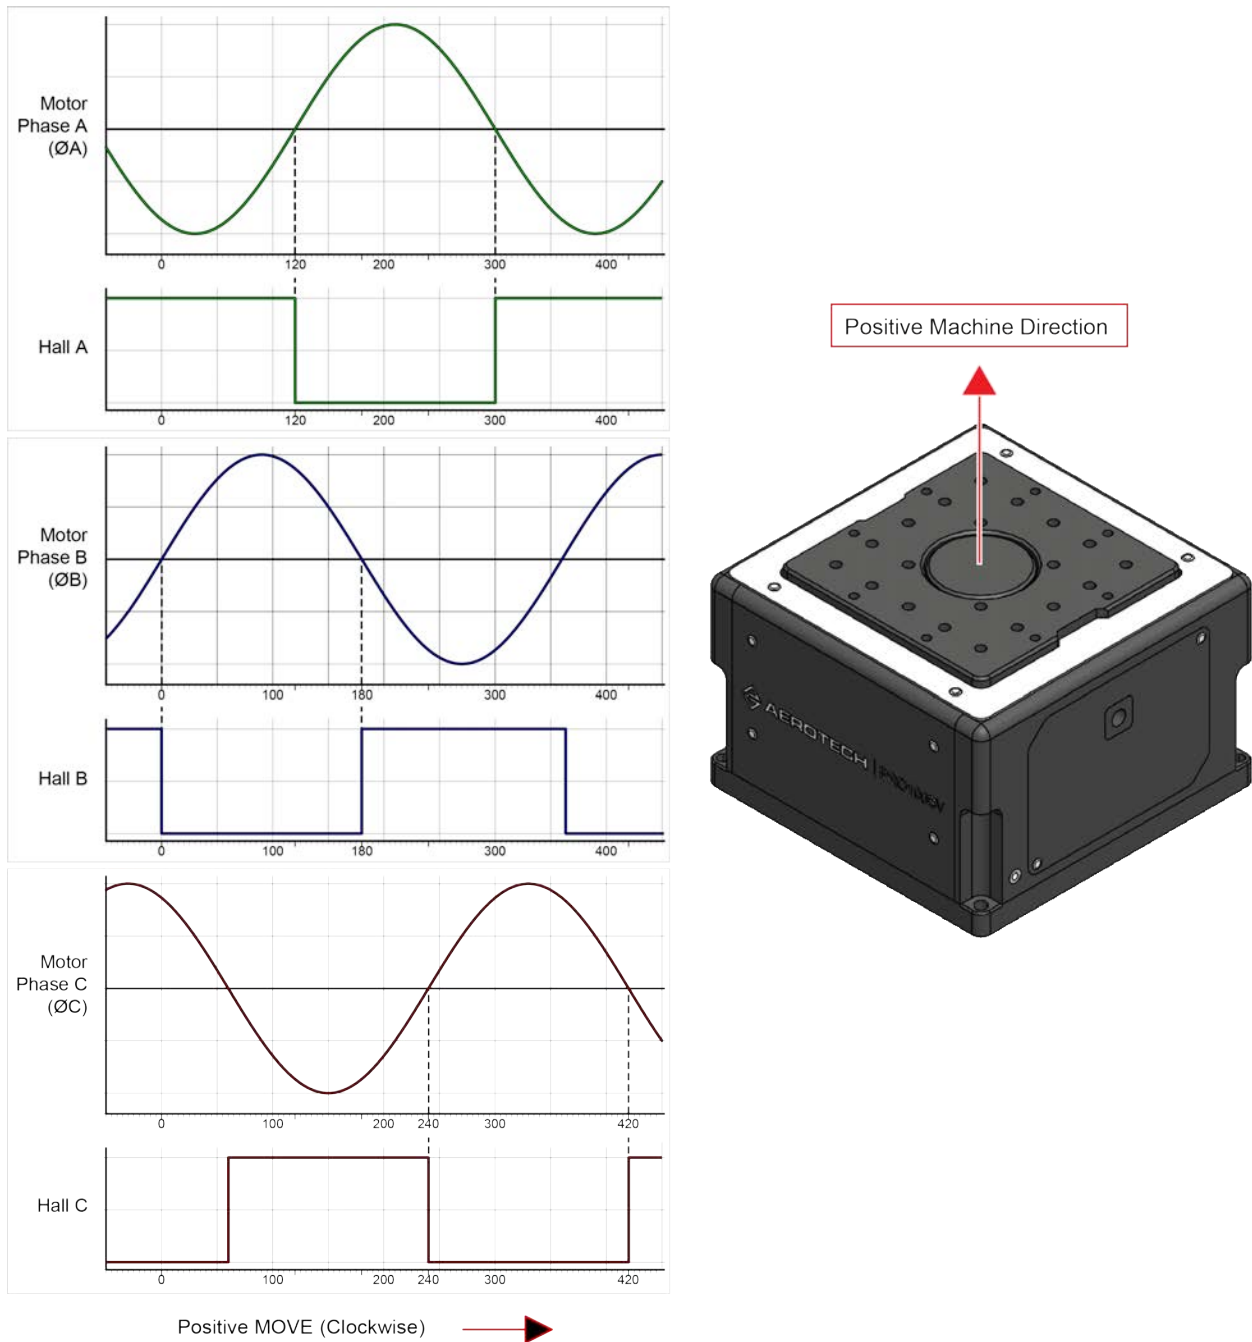 Motor
Phase A
(ØA)
0 120 200 300 400
Hall A
0 120 200 300 400
Motor
Phase B
(ØB)
0 100 180 300 400
Hall B
0 100 180 300 400
Motor
Phase C
(ØC)
0 100 200 240 300 420
Hall C
0 100 200 240 300 420
Positive MOVE (Clockwise)
Positive Machine Direction
AEROTECH